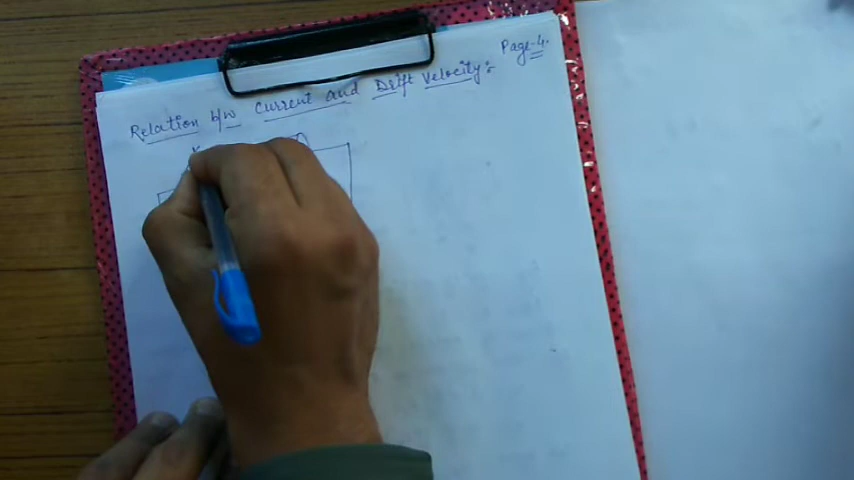 Page-4.
Relation b/w Current and Drift Velocity:-